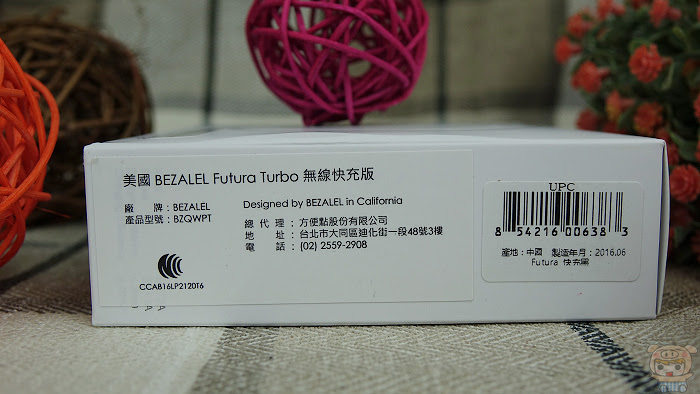 美國 BEZALEL Futura Turbo 無線快充版
廠 牌：BEZALEL
產品型號：BZQWPT
Designed by BEZALEL in California
總 代 理 ：方便點股份有限公司
地 址 ：台北市大同區迪化街一段48號3樓
電 話 ：(02) 2559-2908
CCAB16LP2120T6
UPC
8 54216 00638 3
產地：中國 製造年月：2016.06
Futura 快充黑